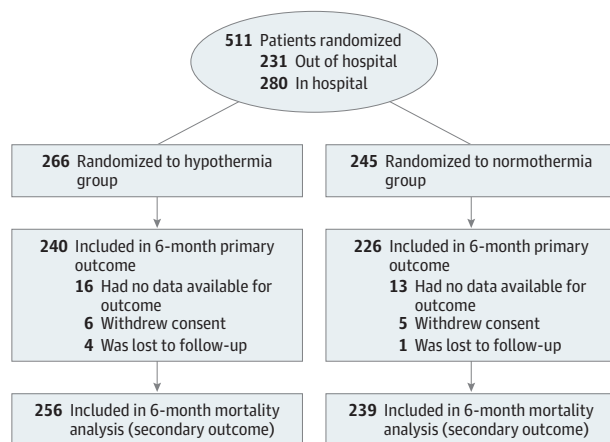 511 Patients randomized
231 Out of hospital
280 In hospital
266 Randomized to hypothermia
group
245 Randomized to normothermia
group
240 Included in 6-month primary
outcome
16 Had no data available for
outcome
6 Withdrew consent
4 Was lost to follow-up
226 Included in 6-month primary
outcome
13 Had no data available for
outcome
5 Withdrew consent
1 Was lost to follow-up
256 Included in 6-month mortality
analysis (secondary outcome)
239 Included in 6-month mortality
analysis (secondary outcome)